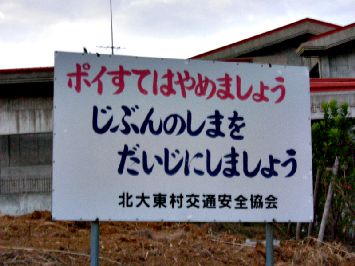 ポイすてはやめましょう
じぶんのしまを
だいじにしましょう
北大東村交通安全協会